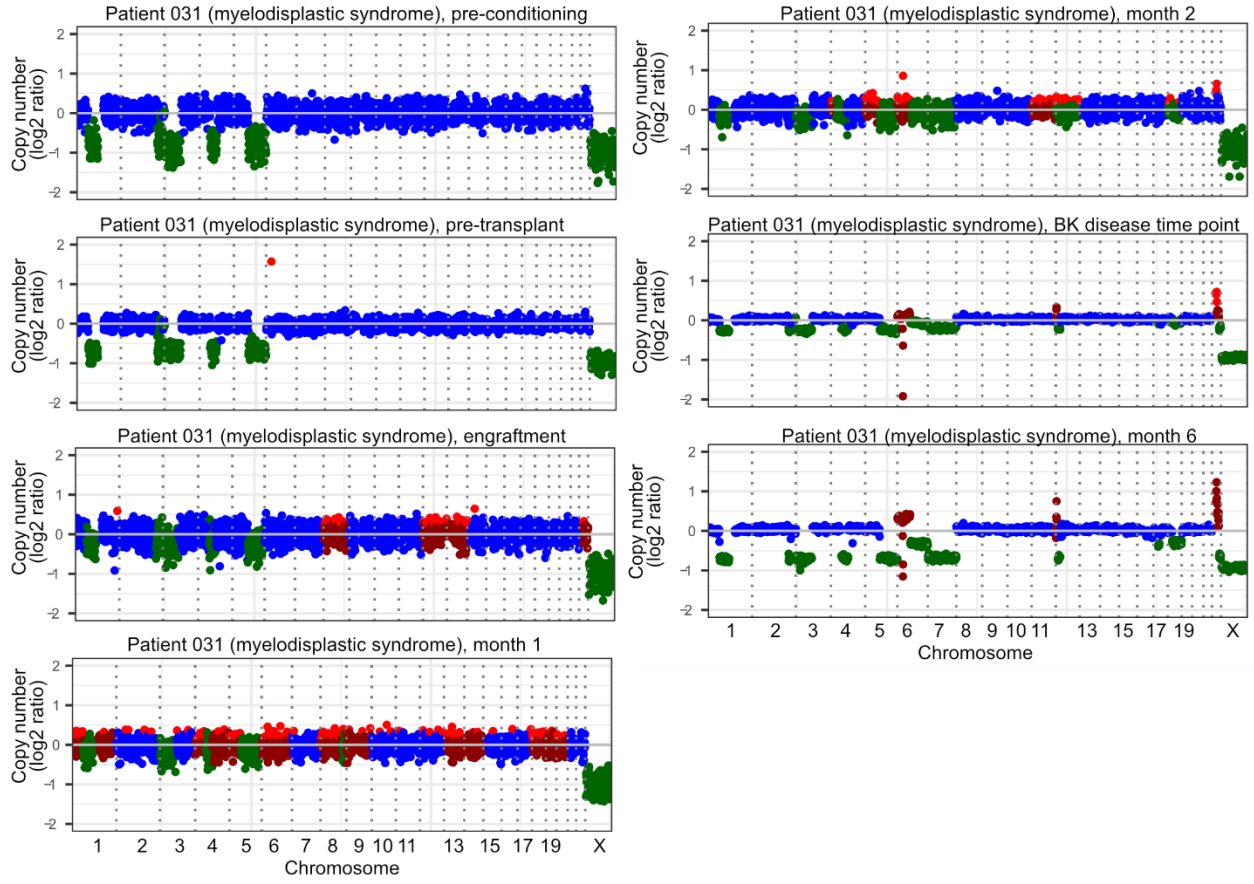 Patient 031 (myelodisplastic syndrome), pre-conditioning
Copy number
(log2 ratio)
2
1
0
−1
−2
Patient 031 (myelodisplastic syndrome), pre-transplant
Copy number
(log2 ratio)
2
1
0
−1
−2
Patient 031 (myelodisplastic syndrome), engraftment
Copy number
(log2 ratio)
2
1
0
−1
−2
Patient 031 (myelodisplastic syndrome), month 1
Copy number
(log2 ratio)
2
1
0
−1
−2
1 2 3 4 5 6 7 8 9 10 11 13 15 17 19 X
Chromosome
Patient 031 (myelodisplastic syndrome), month 2
Copy number
(log2 ratio)
2
1
0
−1
−2
Patient 031 (myelodisplastic syndrome), BK disease time point
Copy number
(log2 ratio)
2
1
0
−1
−2
Patient 031 (myelodisplastic syndrome), month 6
Copy number
(log2 ratio)
2
1
0
−1
−2
1 2 3 4 5 6 7 8 9 10 11 13 15 17 19 X
Chromosome